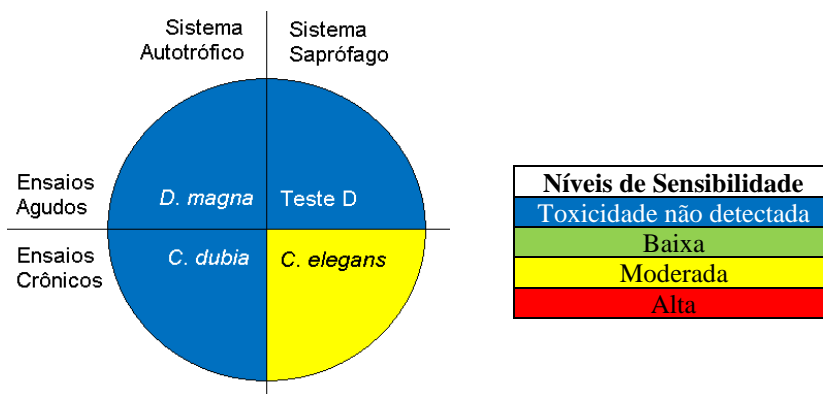 Sistema
Autotrófico
Sistema
Saprófago
Ensaios
Agudos
D. magna
Teste D
Ensaios
Crônicos
C. dubia
C. elegans
Níveis de Sensibilidade
Toxicidade não detectada
Baixa
Moderada
Alta